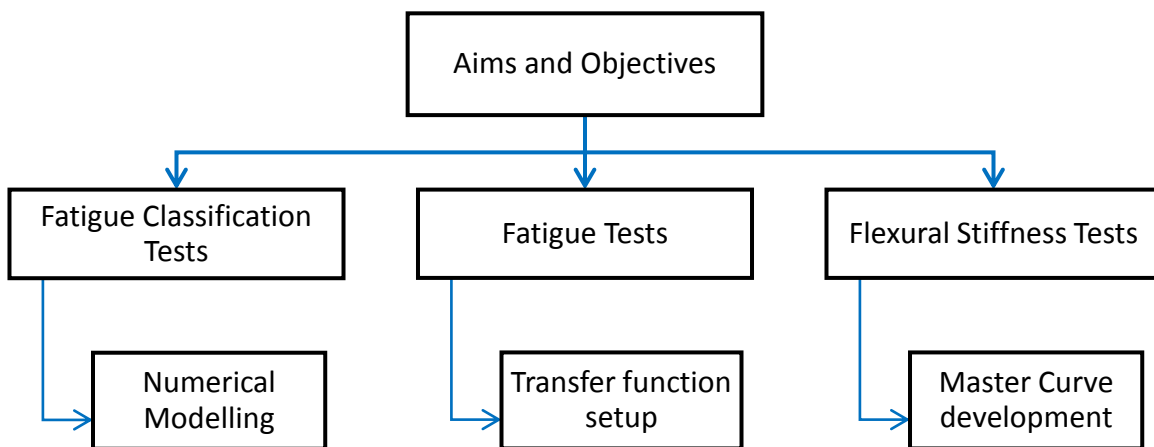 Aims and Objectives
Fatigue Classification
Tests
Fatigue Tests
Flexural Stiffness Tests
Numerical
Modelling
Transfer function
setup
Master Curve
development